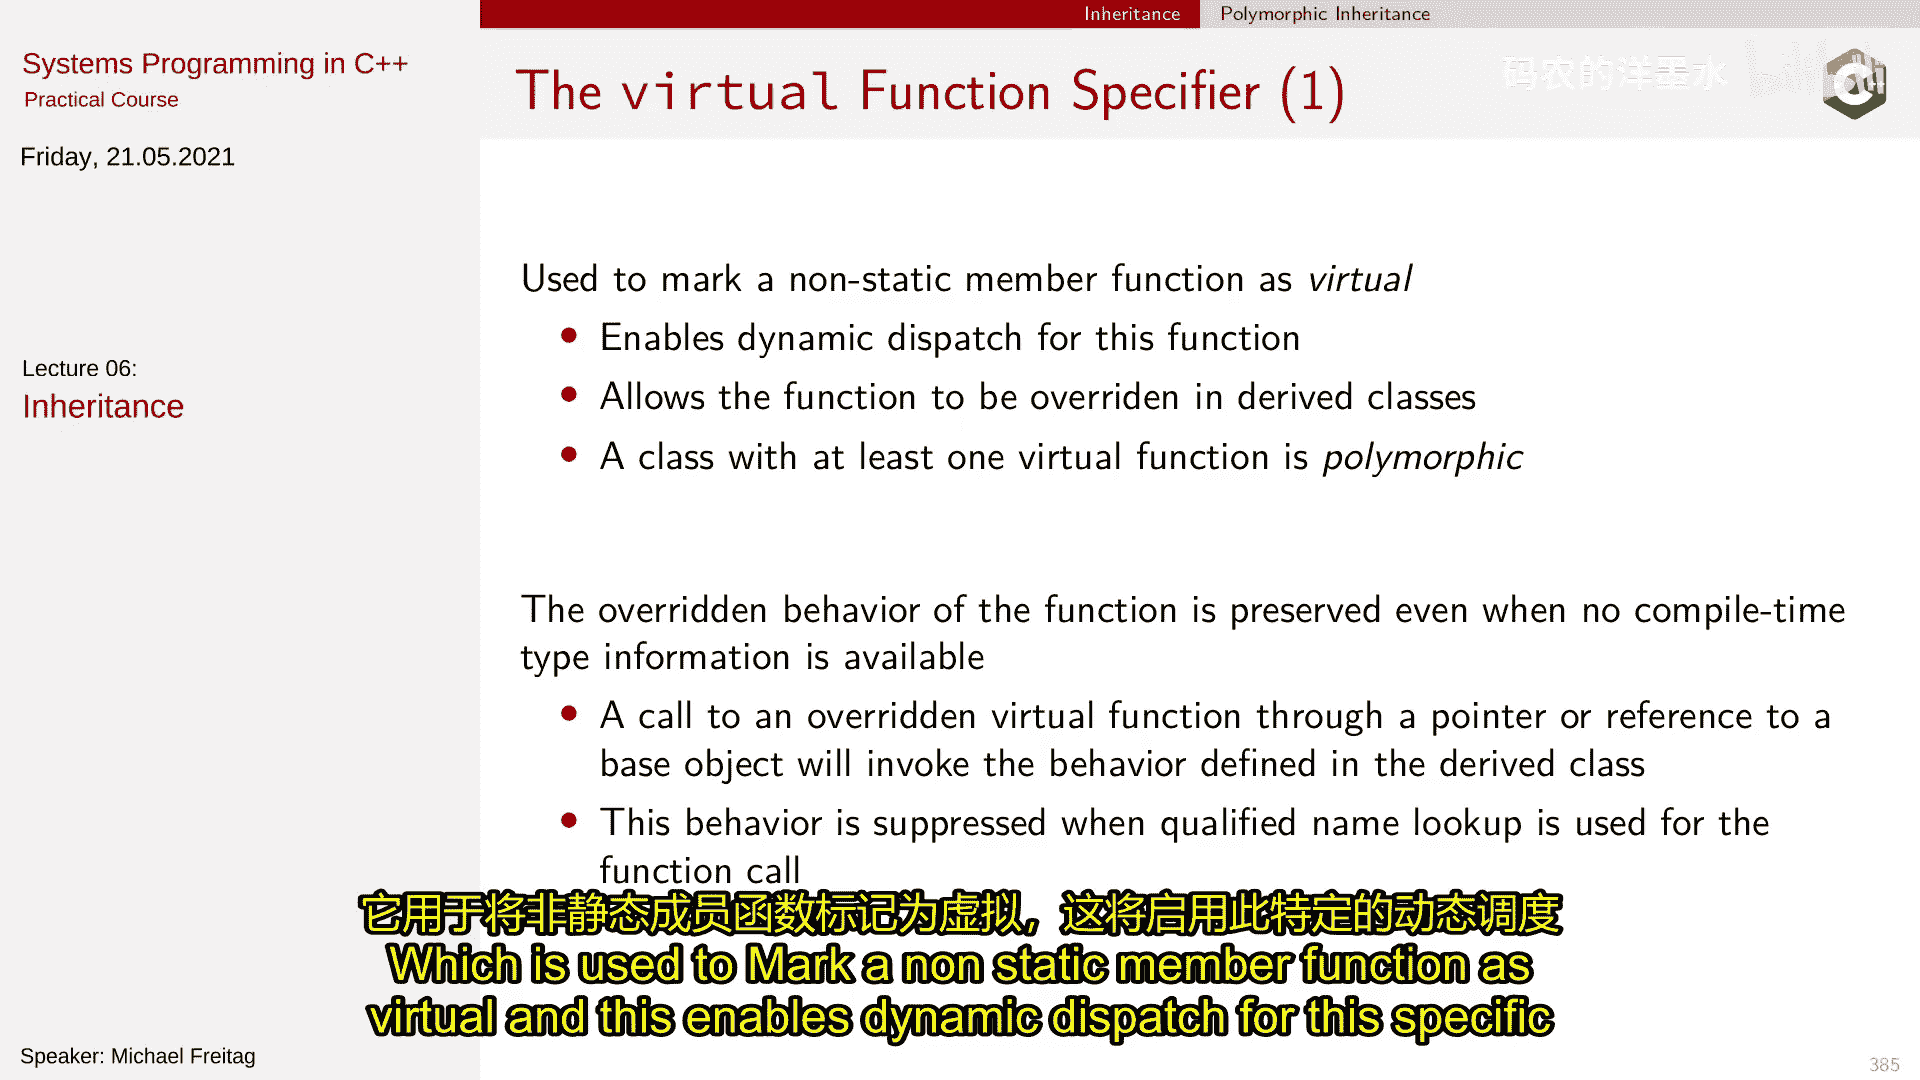 Inheritance
Polymorphic Inheritance
Systems Programming in C++
Practical Course
Friday, 21.05.2021
Lecture 06:
Inheritance
Speaker: Michael Freitag
The virtual Function Specifier (1)
码农的洋墨水
Used to mark a non-static member function as virtual
• Enables dynamic dispatch for this function
• Allows the function to be overriden in derived classes
• A class with at least one virtual function is polymorphic
The overridden behavior of the function is preserved even when no compile-time
type information is available
• A call to an overridden virtual function through a pointer or reference to a
base object will invoke the behavior defined in the derived class
• This behavior is suppressed when qualified name lookup is used for the
function call
它用于将非静态成员函数标记为虚拟，这将启用此特定的动态调度
Which is used to Mark a non static member function as
virtual and this enables dynamic dispatch for this specific
385